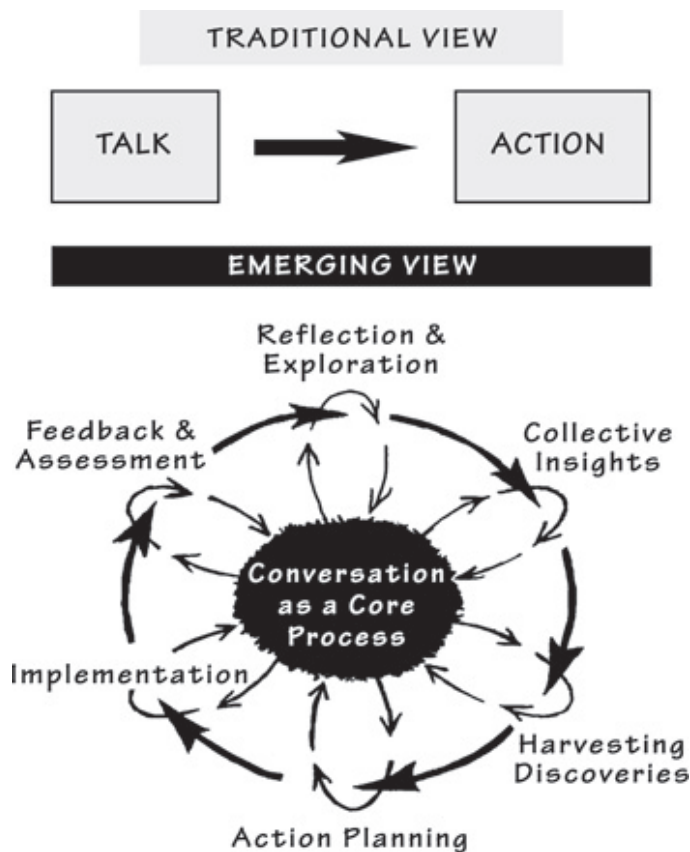 TRADITIONAL VIEW
TALK
ACTION
EMERGING VIEW
Reflection &
Exploration
Collective
Insights
Harvesting
Discoveries
Action Planning
Implementation
Feedback &
Assessment
Conversation
as a Core
Process